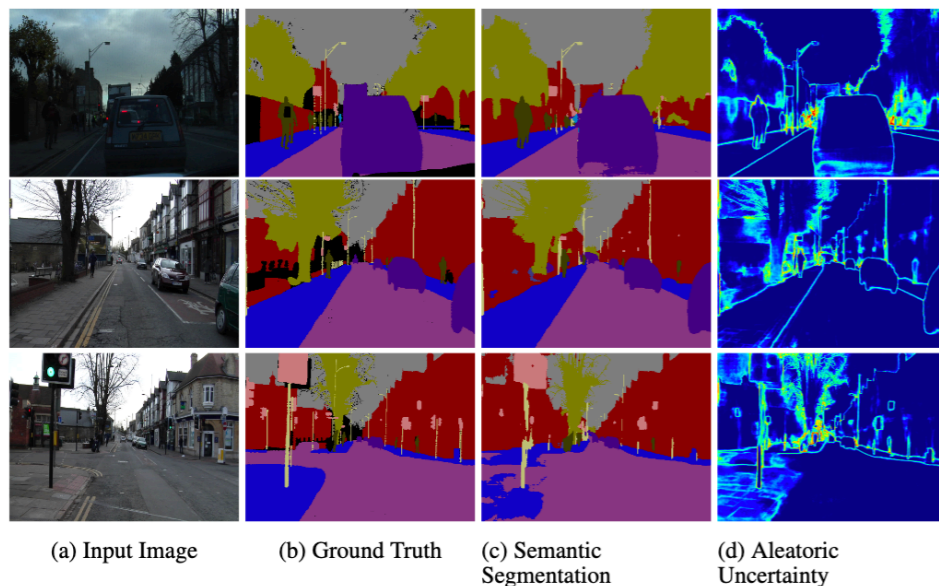 (a) Input Image
(b) Ground Truth
(c) Semantic
Segmentation
(d) Aleatoric
Uncertainty